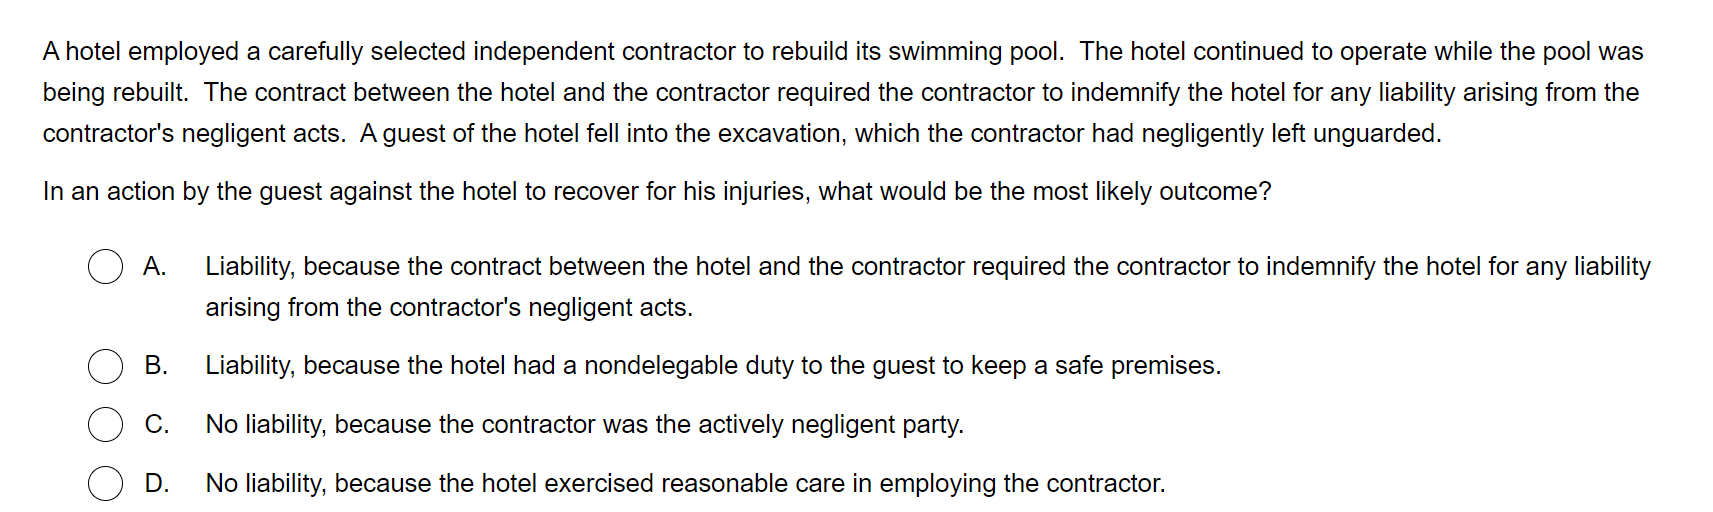 A hotel employed a carefully selected independent contractor to rebuild its swimming pool.  The hotel continued to operate while the pool was
being rebuilt.  The contract between the hotel and the contractor required the contractor to indemnify the hotel for any liability arising from the
contractor's negligent acts.  A guest of the hotel fell into the excavation, which the contractor had negligently left unguarded.
In an action by the guest against the hotel to recover for his injuries, what would be the most likely outcome?
A. Liability, because the contract between the hotel and the contractor required the contractor to indemnify the hotel for any liability
arising from the contractor's negligent acts.
B. Liability, because the hotel had a nondelegable duty to the guest to keep a safe premises.
C. No liability, because the contractor was the actively negligent party.
D. No liability, because the hotel exercised reasonable care in employing the contractor.